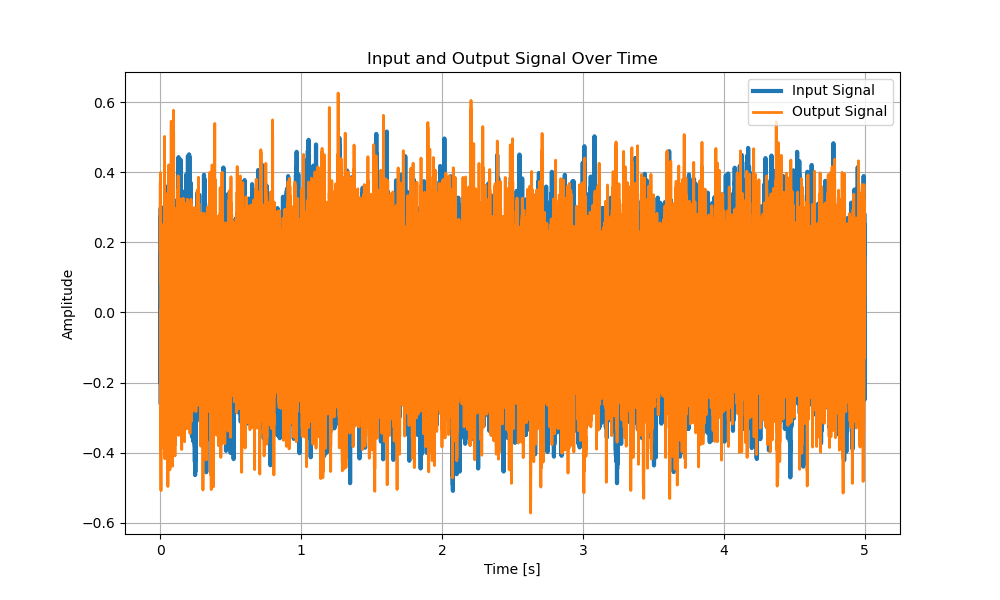 Input and Output Signal Over Time
Input Signal
Output Signal
0.6
0.4
0.2
0.0
−0.2
−0.4
−0.6
Amplitude
0 1 2 3 4 5
Time [s]